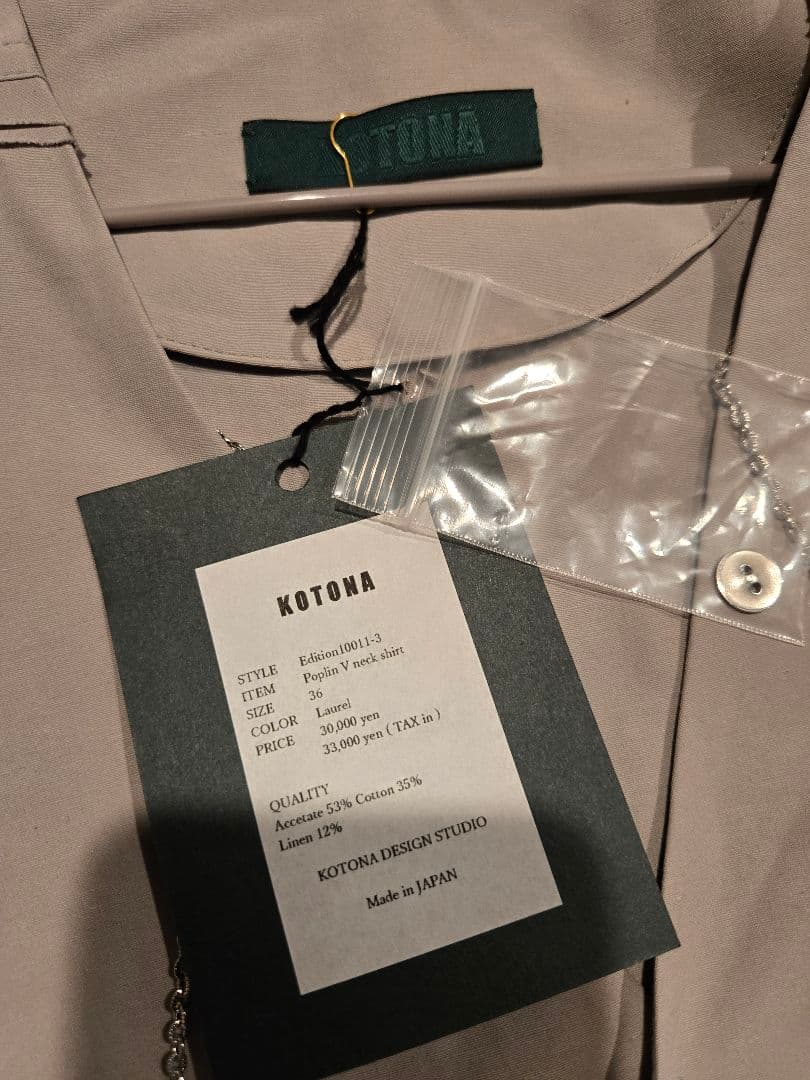 KOTONA
KOTONA
STYLE Edition10011-3
ITEM Poplin V neck shirt
SIZE 36
COLOR Laurel
PRICE 30,000 yen
33,000 yen ( TAX in )
QUALITY
Accetate 53% Cotton 35%
Linen 12%
KOTONA DESIGN STUDIO
Made in JAPAN